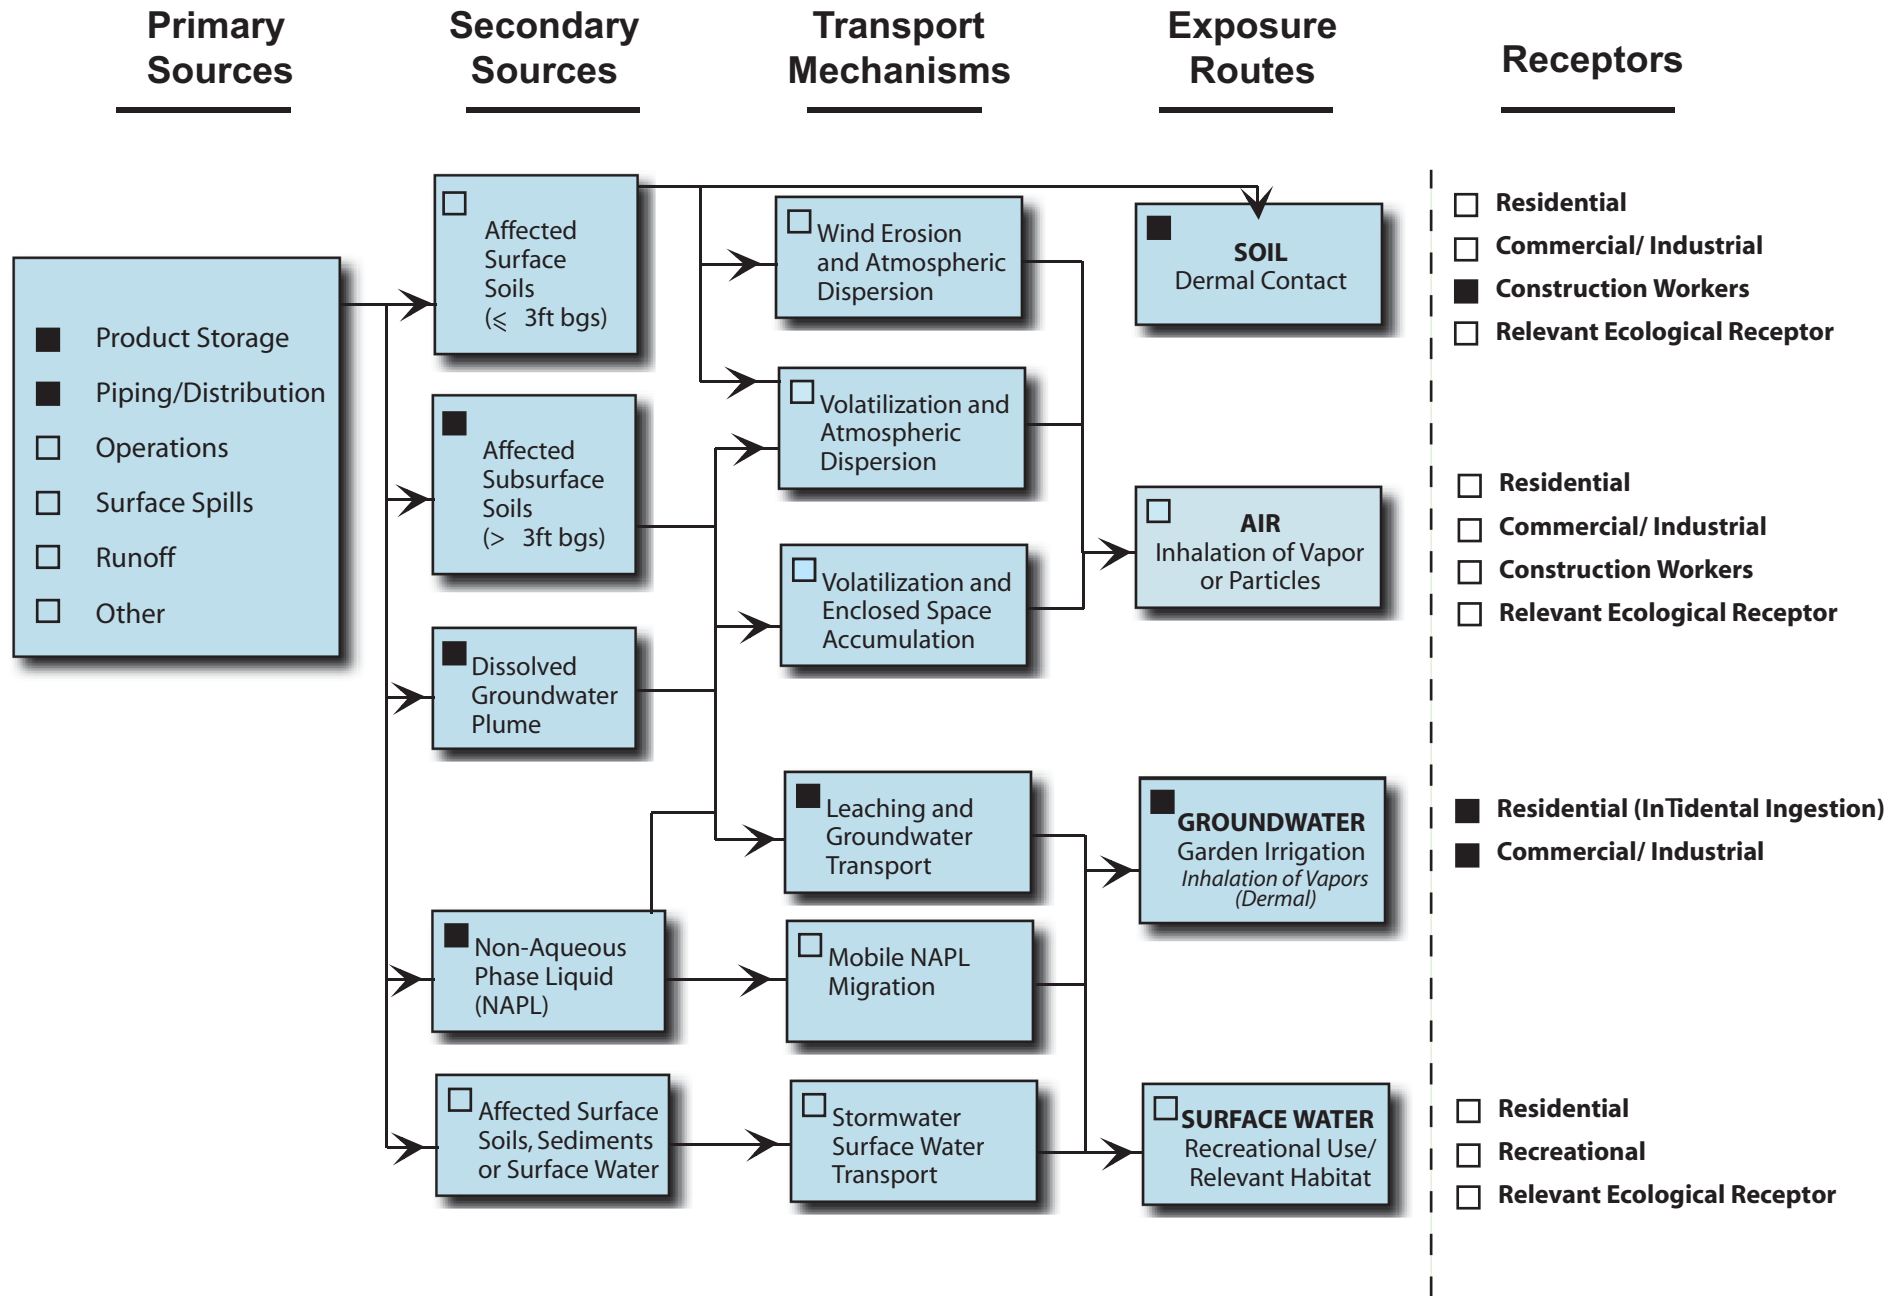 Primary
Sources
Secondary
Sources
Transport
Mechanisms
Exposure
Routes
Receptors
Product Storage
Piping/Distribution
Operations
Surface Spills
Runoff
Other
Affected
Surface
Soils
(⩽ 3ft bgs)
Affected
Subsurface
Soils
(> 3ft bgs)
Dissolved
Groundwater
Plume
Non-Aqueous
Phase Liquid
(NAPL)
Affected Surface
Soils, Sediments
or Surface Water
Wind Erosion
and Atmospheric
Dispersion
Volatilization and
Atmospheric
Dispersion
Volatilization and
Enclosed Space
Accumulation
Leaching and
Groundwater
Transport
Mobile NAPL
Migration
Stormwater
Surface Water
Transport
SOIL
Dermal Contact
AIR
Inhalation of Vapor
or Particles
GROUNDWATER
Garden Irrigation
Inhalation of Vapors
(Dermal)
SURFACE WATER
Recreational Use/
Relevant Habitat
Residential
Commercial/ Industrial
Construction Workers
Relevant Ecological Receptor
Residential
Commercial/ Industrial
Construction Workers
Relevant Ecological Receptor
Residential (InTidental Ingestion)
Commercial/ Industrial
Residential
Recreational
Relevant Ecological Receptor